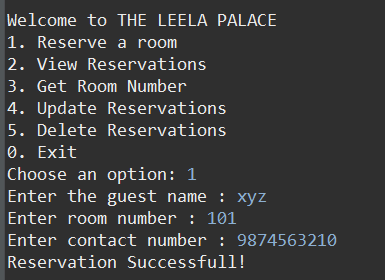 Welcome to THE LEELA PALACE
1. Reserve a room
2. View Reservations
3. Get Room Number
4. Update Reservations
5. Delete Reservations
0. Exit
Choose an option: 1
Enter the guest name : xyz
Enter room number : 101
Enter contact number : 9874563210
Reservation Successfull!